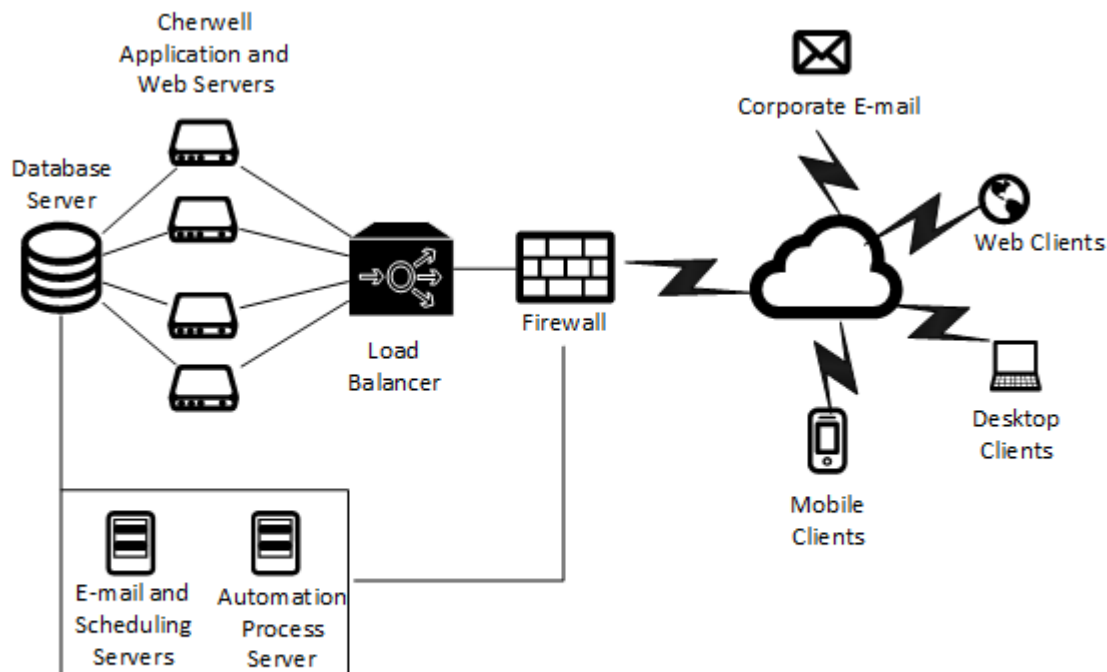 Cherwell
Application and
Web Servers
Corporate E-mail
Database
Server
Web Clients
Firewall
Load
Balancer
Desktop
Clients
Mobile
Clients
E-mail and
Scheduling
Servers
Automation
Process
Server